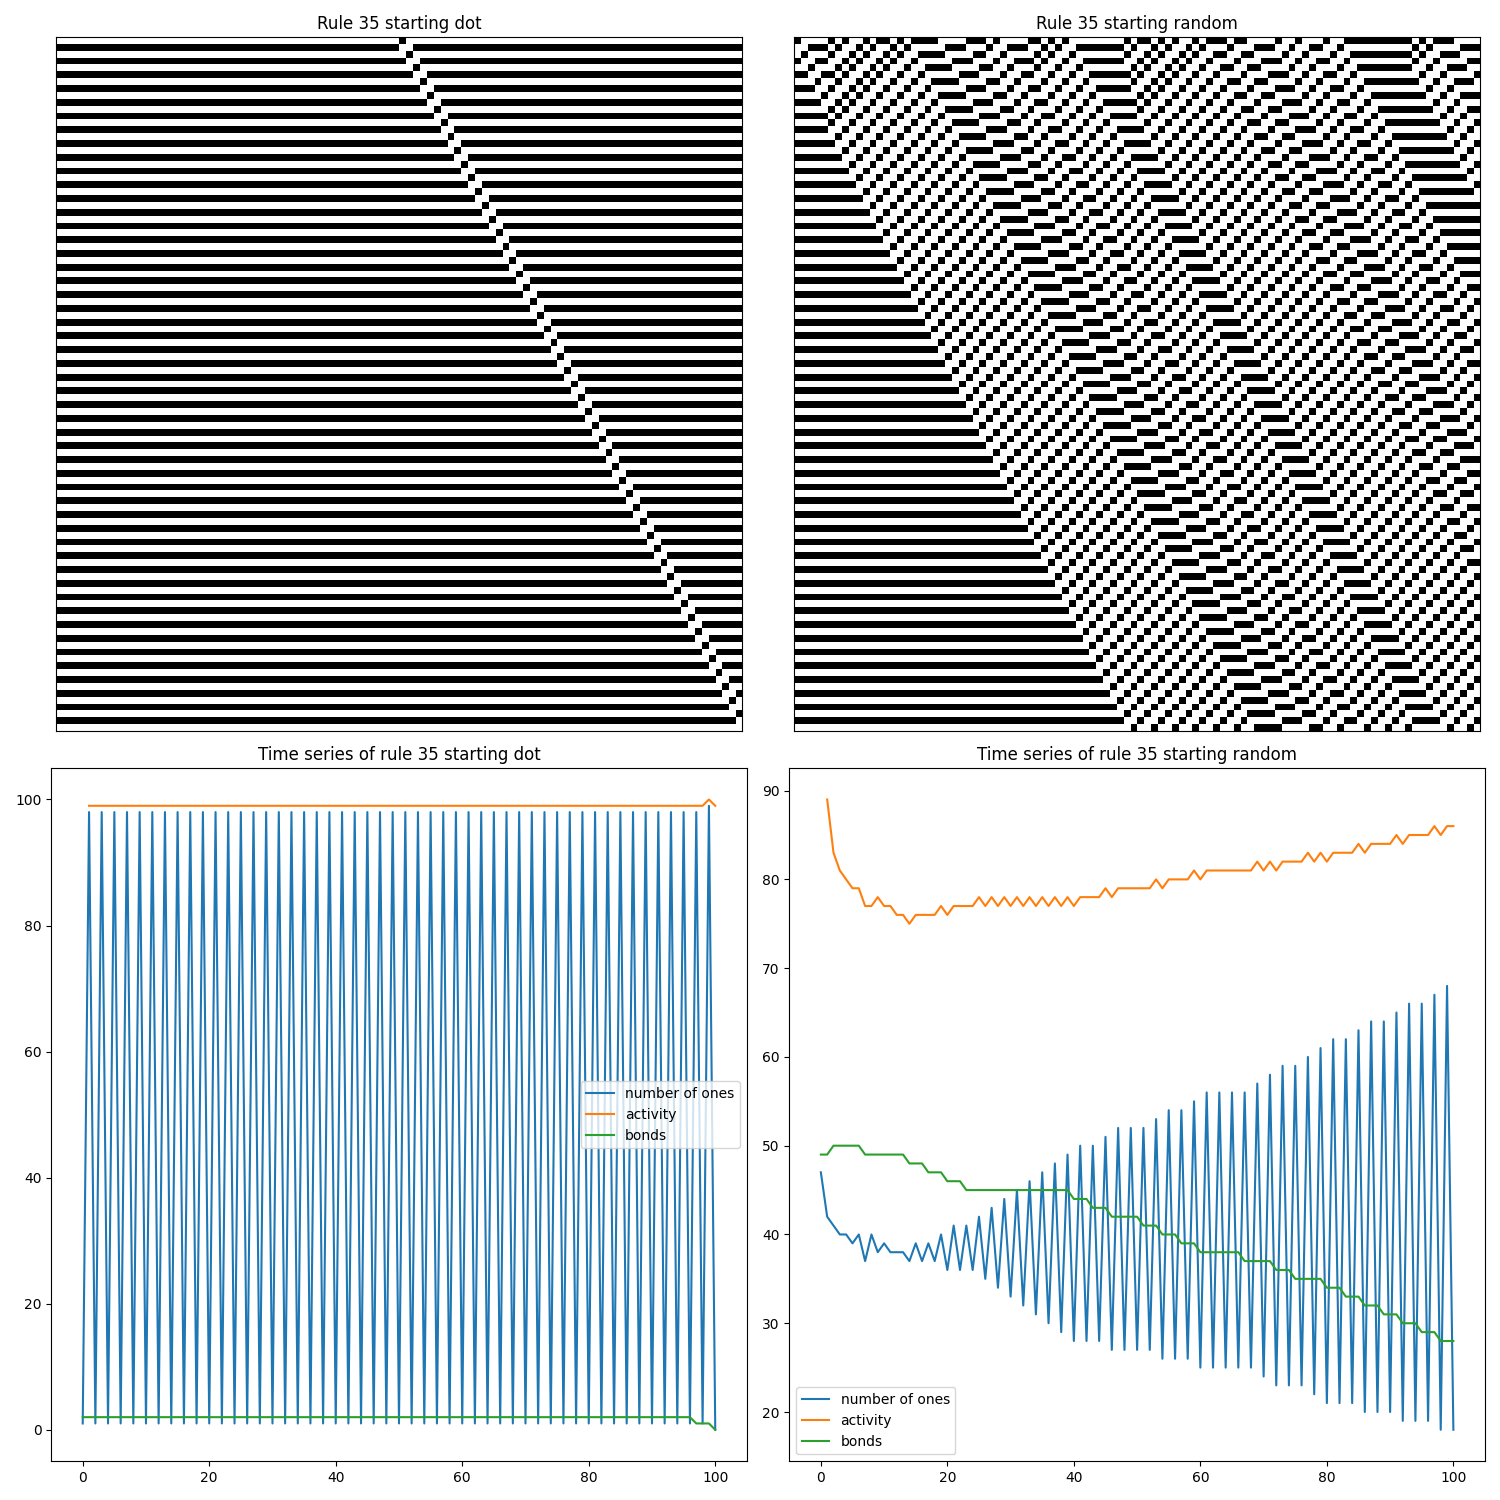 Rule 35 starting dot
Rule 35 starting random
Time series of rule 35 starting dot
100
80
60
40
20
0
number of ones
activity
bonds
0 20 40 60 80 100
Time series of rule 35 starting random
90
80
70
60
50
40
30
20
number of ones
activity
bonds
0 20 40 60 80 100